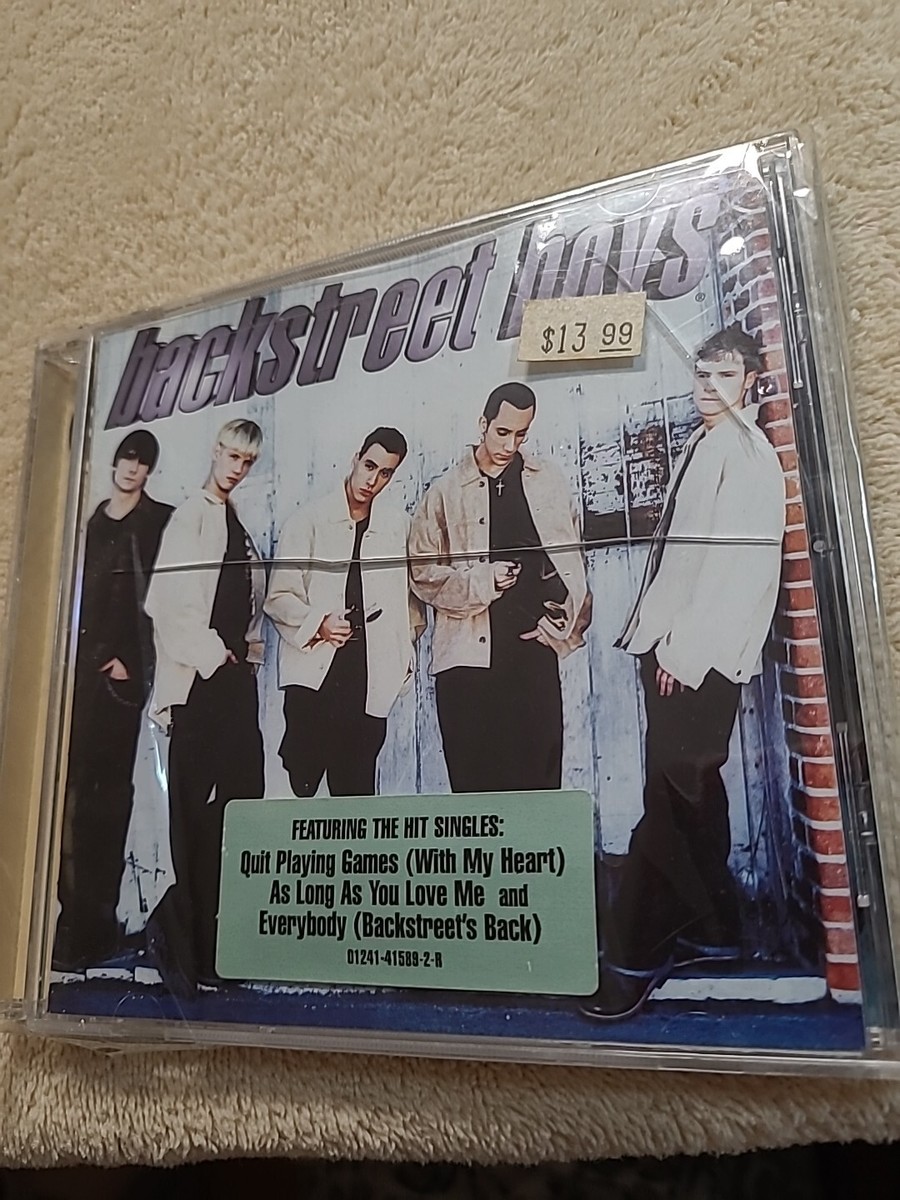 backstreet boys®
$13.99
FEATURING THE HIT SINGLES:
Quit Playing Games (With My Heart)
As Long As You Love Me and
Everybody (Backstreet's Back)
01241-41589-2-R